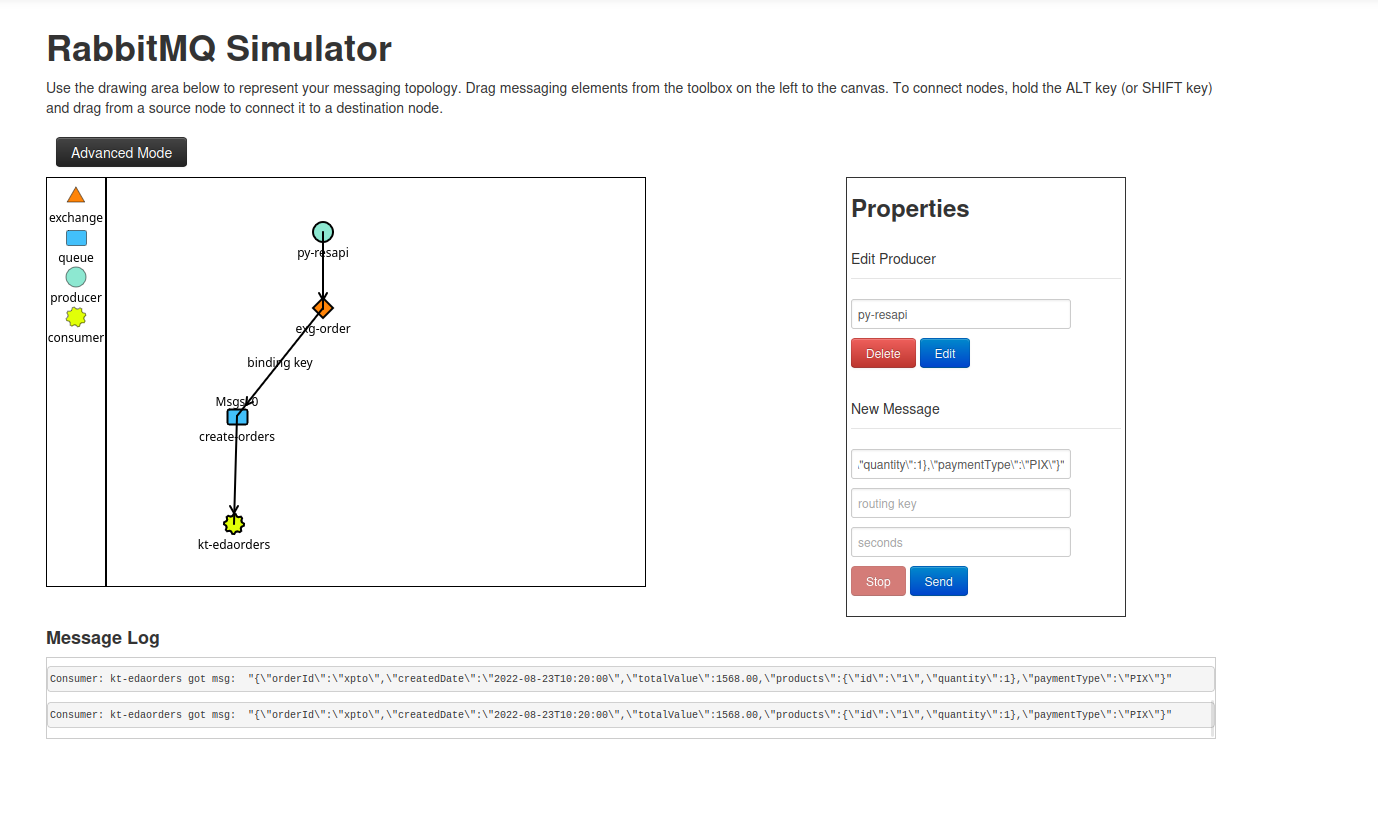 RabbitMQ Simulator
Use the drawing area below to represent your messaging topology. Drag messaging elements from the toolbox on the left to the canvas. To connect nodes, hold the ALT key (or SHIFT key)
and drag from a source node to connect it to a destination node.
Advanced Mode
exchange
queue
producer
consumer
py-resapi
exg-order
binding key
Msgs: 0
create-orders
kt-edaorders
Properties
Edit Producer
py-resapi
Delete
Edit
New Message
"quantity\":1},\"paymentType\":\"PIX\"}"
routing key
seconds
Stop
Send
Message Log
Consumer: kt-edaorders got msg: "{\"orderId\":\"xpto\",\"createdDate\":\"2022-08-23T10:20:00\",\"totalValue\":1568.00,\"products\":{\"id\":\"1\",\"quantity\":1},\"paymentType\":\"PIX\"}"
Consumer: kt-edaorders got msg: "{\"orderId\":\"xpto\",\"createdDate\":\"2022-08-23T10:20:00\",\"totalValue\":1568.00,\"products\":{\"id\":\"1\",\"quantity\":1},\"paymentType\":\"PIX\"}"